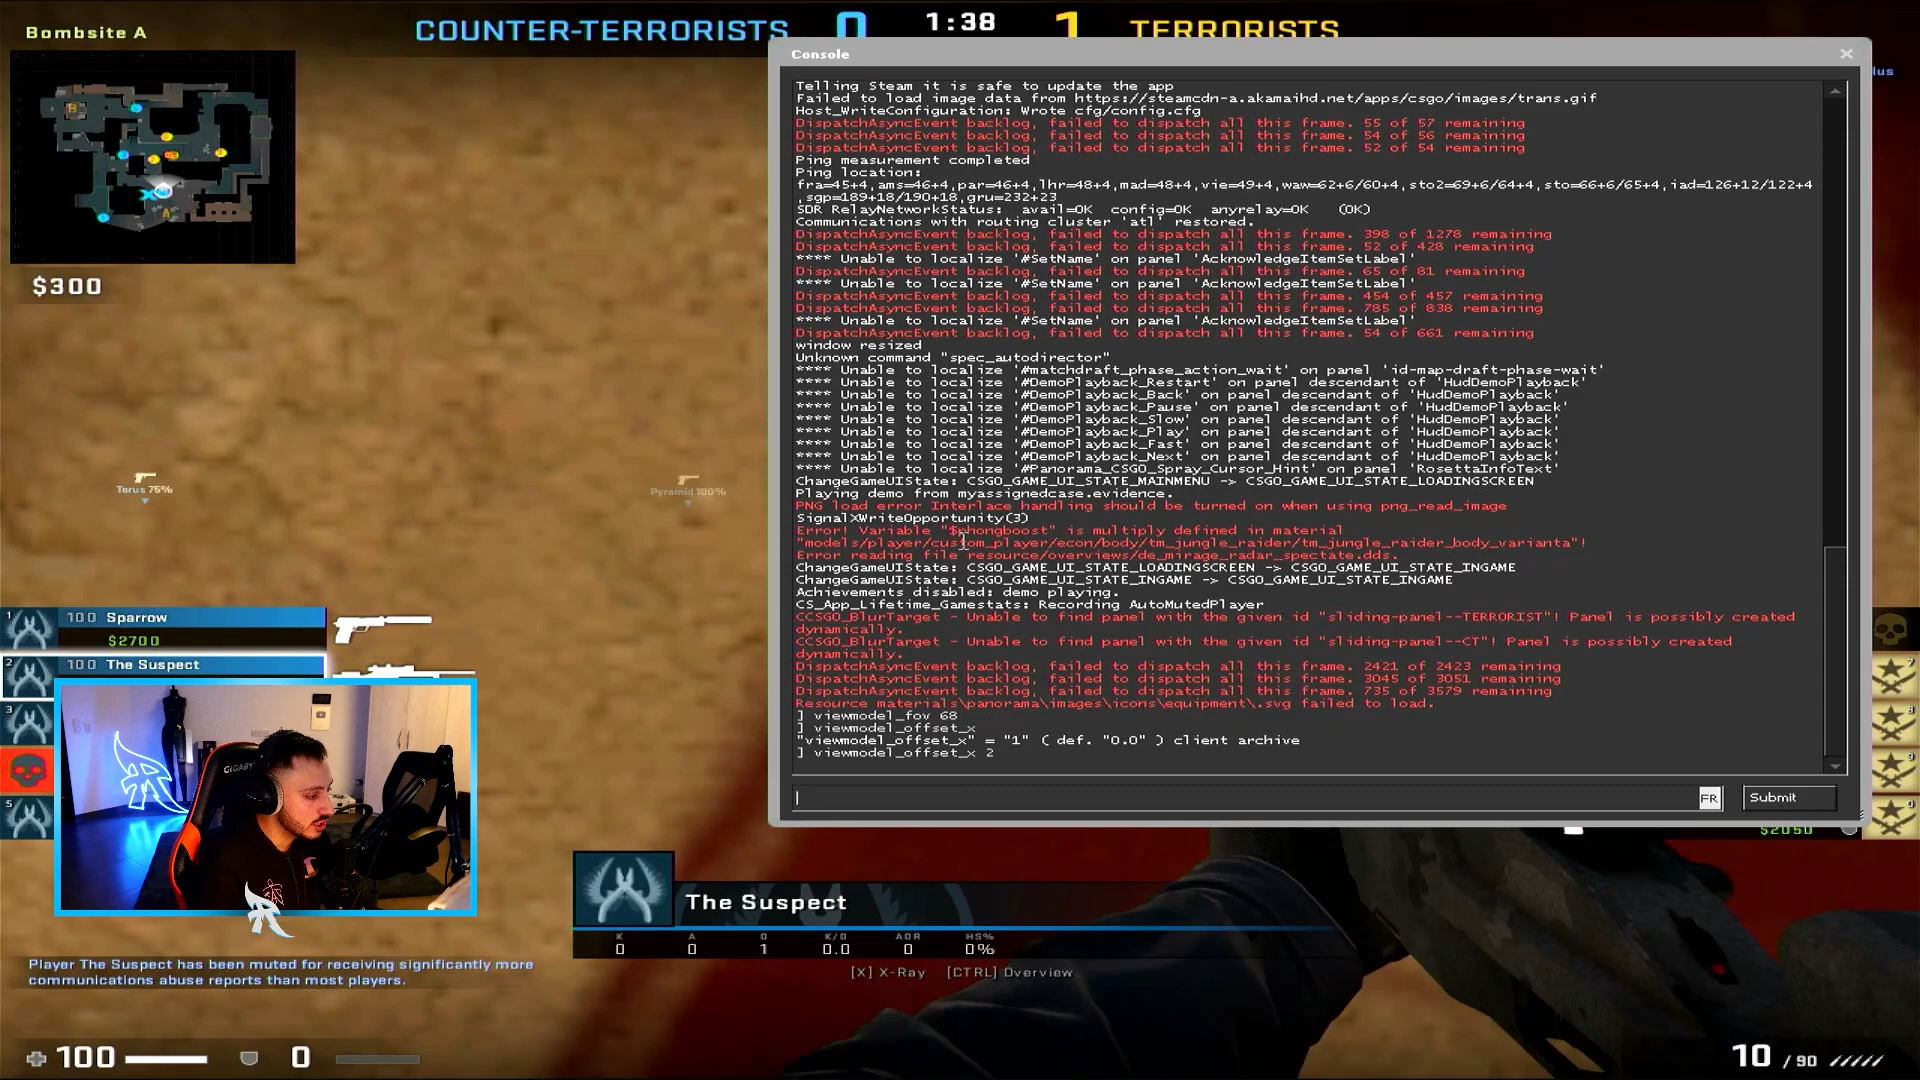 Bombsite A
COUNTER-TERRORISTS 0 1:38 1 TERRORISTS
$300
Torus 75%
Pyramid 100%
Console
Telling Steam it is safe to update the app
Failed to load image data from https://steamcdn-a.akamaihd.net/apps/csgo/images/trans.gif
Host_WriteConfiguration: Wrote cfg/config.cfg
DispatchAsyncEvent backlog, failed to dispatch all this frame. 55 of 57 remaining
DispatchAsyncEvent backlog, failed to dispatch all this frame. 54 of 56 remaining
DispatchAsyncEvent backlog, failed to dispatch all this frame. 52 of 54 remaining
Ping measurement completed
Ping location:
fra=45+4,ams=46+4,par=46+4,lhr=48+4,mad=48+4,vie=49+4,waw=62+6/60+4,sto2=69+6/64+4,sto=66+6/65+4,iad=126+12/122+4
,sgp=189+18/190+18,gru=232+23
SDR RelayNetworkStatus: avail=OK config=OK anyrelay=OK (OK)
Communications with routing cluster 'atl' restored.
DispatchAsyncEvent backlog, failed to dispatch all this frame. 398 of 1278 remaining
DispatchAsyncEvent backlog, failed to dispatch all this frame. 52 of 428 remaining
**** Unable to localize '#SetName' on panel 'AcknowledgeItemSetLabel'
DispatchAsyncEvent backlog, failed to dispatch all this frame. 65 of 81 remaining
**** Unable to localize '#SetName' on panel 'AcknowledgeItemSetLabel'
DispatchAsyncEvent backlog, failed to dispatch all this frame. 454 of 457 remaining
DispatchAsyncEvent backlog, failed to dispatch all this frame. 785 of 838 remaining
**** Unable to localize '#SetName' on panel 'AcknowledgeItemSetLabel'
DispatchAsyncEvent backlog, failed to dispatch all this frame. 54 of 661 remaining
window resized
Unknown command "spec_autodirector"
**** Unable to localize '#matchdraft_phase_action_wait' on panel 'id-map-draft-phase-wait'
**** Unable to localize '#DemoPlayback_Restart' on panel descendant of 'HudDemoPlayback'
**** Unable to localize '#DemoPlayback_Back' on panel descendant of 'HudDemoPlayback'
**** Unable to localize '#DemoPlayback_Pause' on panel descendant of 'HudDemoPlayback'
**** Unable to localize '#DemoPlayback_Slow' on panel descendant of 'HudDemoPlayback'
**** Unable to localize '#DemoPlayback_Play' on panel descendant of 'HudDemoPlayback'
**** Unable to localize '#DemoPlayback_Fast' on panel descendant of 'HudDemoPlayback'
**** Unable to localize '#DemoPlayback_Next' on panel descendant of 'HudDemoPlayback'
**** Unable to localize '#Panorama_CSGO_Spray_Cursor_Hint' on panel 'RosettaInfoText'
ChangeGameUIState: CSGO_GAME_UI_STATE_MAINMENU -> CSGO_GAME_UI_STATE_LOADINGSCREEN
Playing demo from myassignedcase.evidence.
PNG load error Interlace handling should be turned on when using png_read_image
SignalXWriteOpportunity(3)
Error! Variable "$phongboost" is multiply defined in material
"models/player/custom_player/econ/body/tm_jungle_raider/tm_jungle_raider_body_varianta"!
Error reading file resource/overviews/de_mirage_radar_spectate.dds.
ChangeGameUIState: CSGO_GAME_UI_STATE_LOADINGSCREEN -> CSGO_GAME_UI_STATE_INGAME
ChangeGameUIState: CSGO_GAME_UI_STATE_INGAME -> CSGO_GAME_UI_STATE_INGAME
Achievements disabled: demo playing.
CS_App_Lifetime_Gamestats: Recording AutoMutedPlayer
CCSGO_BlurTarget - Unable to find panel with the given id "sliding-panel--TERRORIST"! Panel is possibly created
dynamically.
CCSGO_BlurTarget - Unable to find panel with the given id "sliding-panel--CT"! Panel is possibly created
dynamically.
DispatchAsyncEvent backlog, failed to dispatch all this frame. 2421 of 2423 remaining
DispatchAsyncEvent backlog, failed to dispatch all this frame. 3045 of 3051 remaining
DispatchAsyncEvent backlog, failed to dispatch all this frame. 735 of 3579 remaining
Resource materials\panorama\images\icons\equipment\.svg failed to load.
] viewmodel_fov 68
] viewmodel_offset_x
"viewmodel_offset_x" = "1" ( def. "0.0" ) client archive
] viewmodel_offset_x 2
FR
Submit
1 100 Sparrow
$2700
2 100 The Suspect
3
5
7
8
9
$2050
The Suspect
K A D K/D ADR HS%
0 0 1 0.0 0 0%
[X] X-Ray [CTRL] Overview
Player The Suspect has been muted for receiving significantly more
communications abuse reports than most players.
100 0
10 / 90